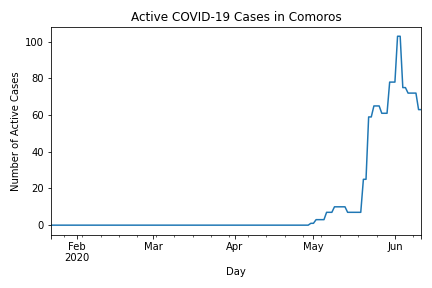 Active COVID-19 Cases in Comoros
Number of Active Cases
100
80
60
40
20
0
Feb Mar Apr May Jun
2020
Day